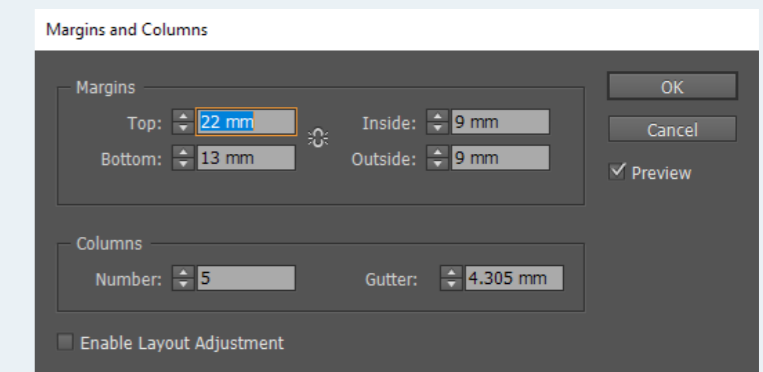 Margins and Columns
Margins
OK
Top: 22 mm Inside: 9 mm
Cancel
Bottom: 13 mm Outside: 9 mm
Preview
Columns
Number: 5 Gutter: 4.305 mm
Enable Layout Adjustment